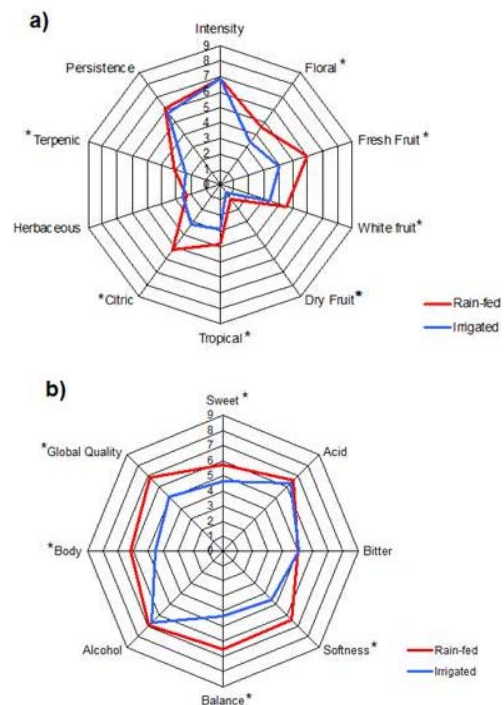 a)
Intensity
Persistence
Floral *
* Terpenic
Fresh Fruit *
Herbaceous
White fruit*
*Citric
Dry Fruit*
Tropical *
9
8
7
6
5
4
3
2
1
0
Rain-fed
Irrigated
b)
Sweet *
*Global Quality
Acid
*Body
Bitter
Alcohol
Softness*
Balance*
9
8
7
6
5
4
3
2
1
0
Rain-fed
Irrigated